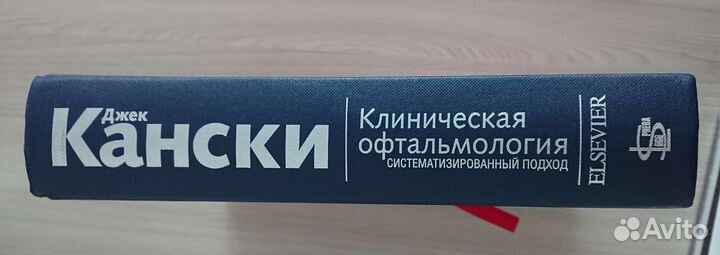 Джек
Кански
Клиническая
офтальмология
СИСТЕМАТИЗИРОВАННЫЙ ПОДХОД
ELSEVIER
Avito